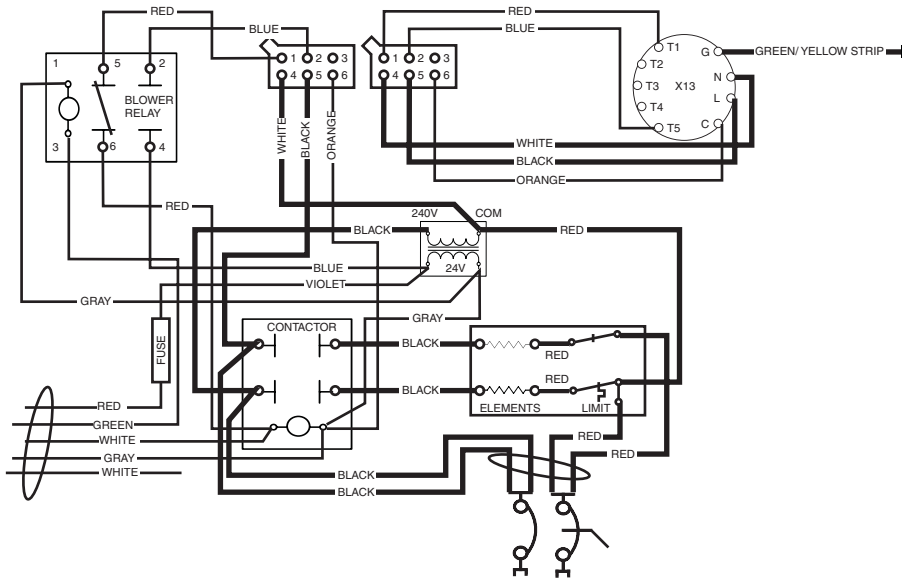 RED
BLUE
RED
BLUE
1
5
2
BLOWER
RELAY
3
6
4
1 2 3
4 5 6
1 2 3
4 5 6
T1
T2
T3
T4
T5
X13
G
N
L
C
GREEN/YELLOW STRIP
WHITE
BLACK
ORANGE
WHITE
BLACK
ORANGE
RED
240V
COM
BLACK
RED
24V
BLUE
VIOLET
GRAY
GRAY
CONTACTOR
FUSE
BLACK
RED
RED
BLACK
ELEMENTS
LIMIT
RED
GREEN
WHITE
GRAY
WHITE
RED
RED
BLACK
BLACK